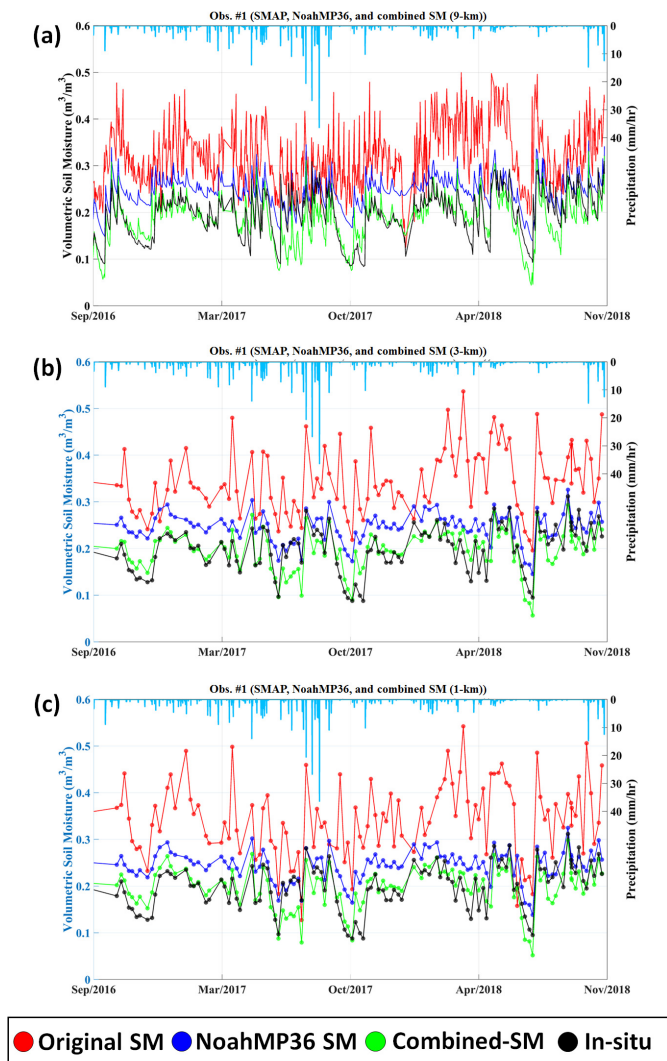 (a)
Obs. #1 (SMAP, NoahMP36, and combined SM (9-km))
Volumetric Soil Moisture (m³/m³)
0.6
0.5
0.4
0.3
0.2
0.1
0
0
10
20
30
40
Precipitation (mm/hr)
Sep/2016 Mar/2017 Oct/2017 Apr/2018 Nov/2018
(b)
Obs. #1 (SMAP, NoahMP36, and combined SM (3-km))
Volumetric Soil Moisture (m³/m³)
0.6
0.5
0.4
0.3
0.2
0.1
0
0
10
20
30
40
Precipitation (mm/hr)
Sep/2016 Mar/2017 Oct/2017 Apr/2018 Nov/2018
(c)
Obs. #1 (SMAP, NoahMP36, and combined SM (1-km))
Volumetric Soil Moisture (m³/m³)
0.6
0.5
0.4
0.3
0.2
0.1
0
0
10
20
30
40
Precipitation (mm/hr)
Sep/2016 Mar/2017 Oct/2017 Apr/2018 Nov/2018
Original SM NoahMP36 SM Combined-SM In-situ